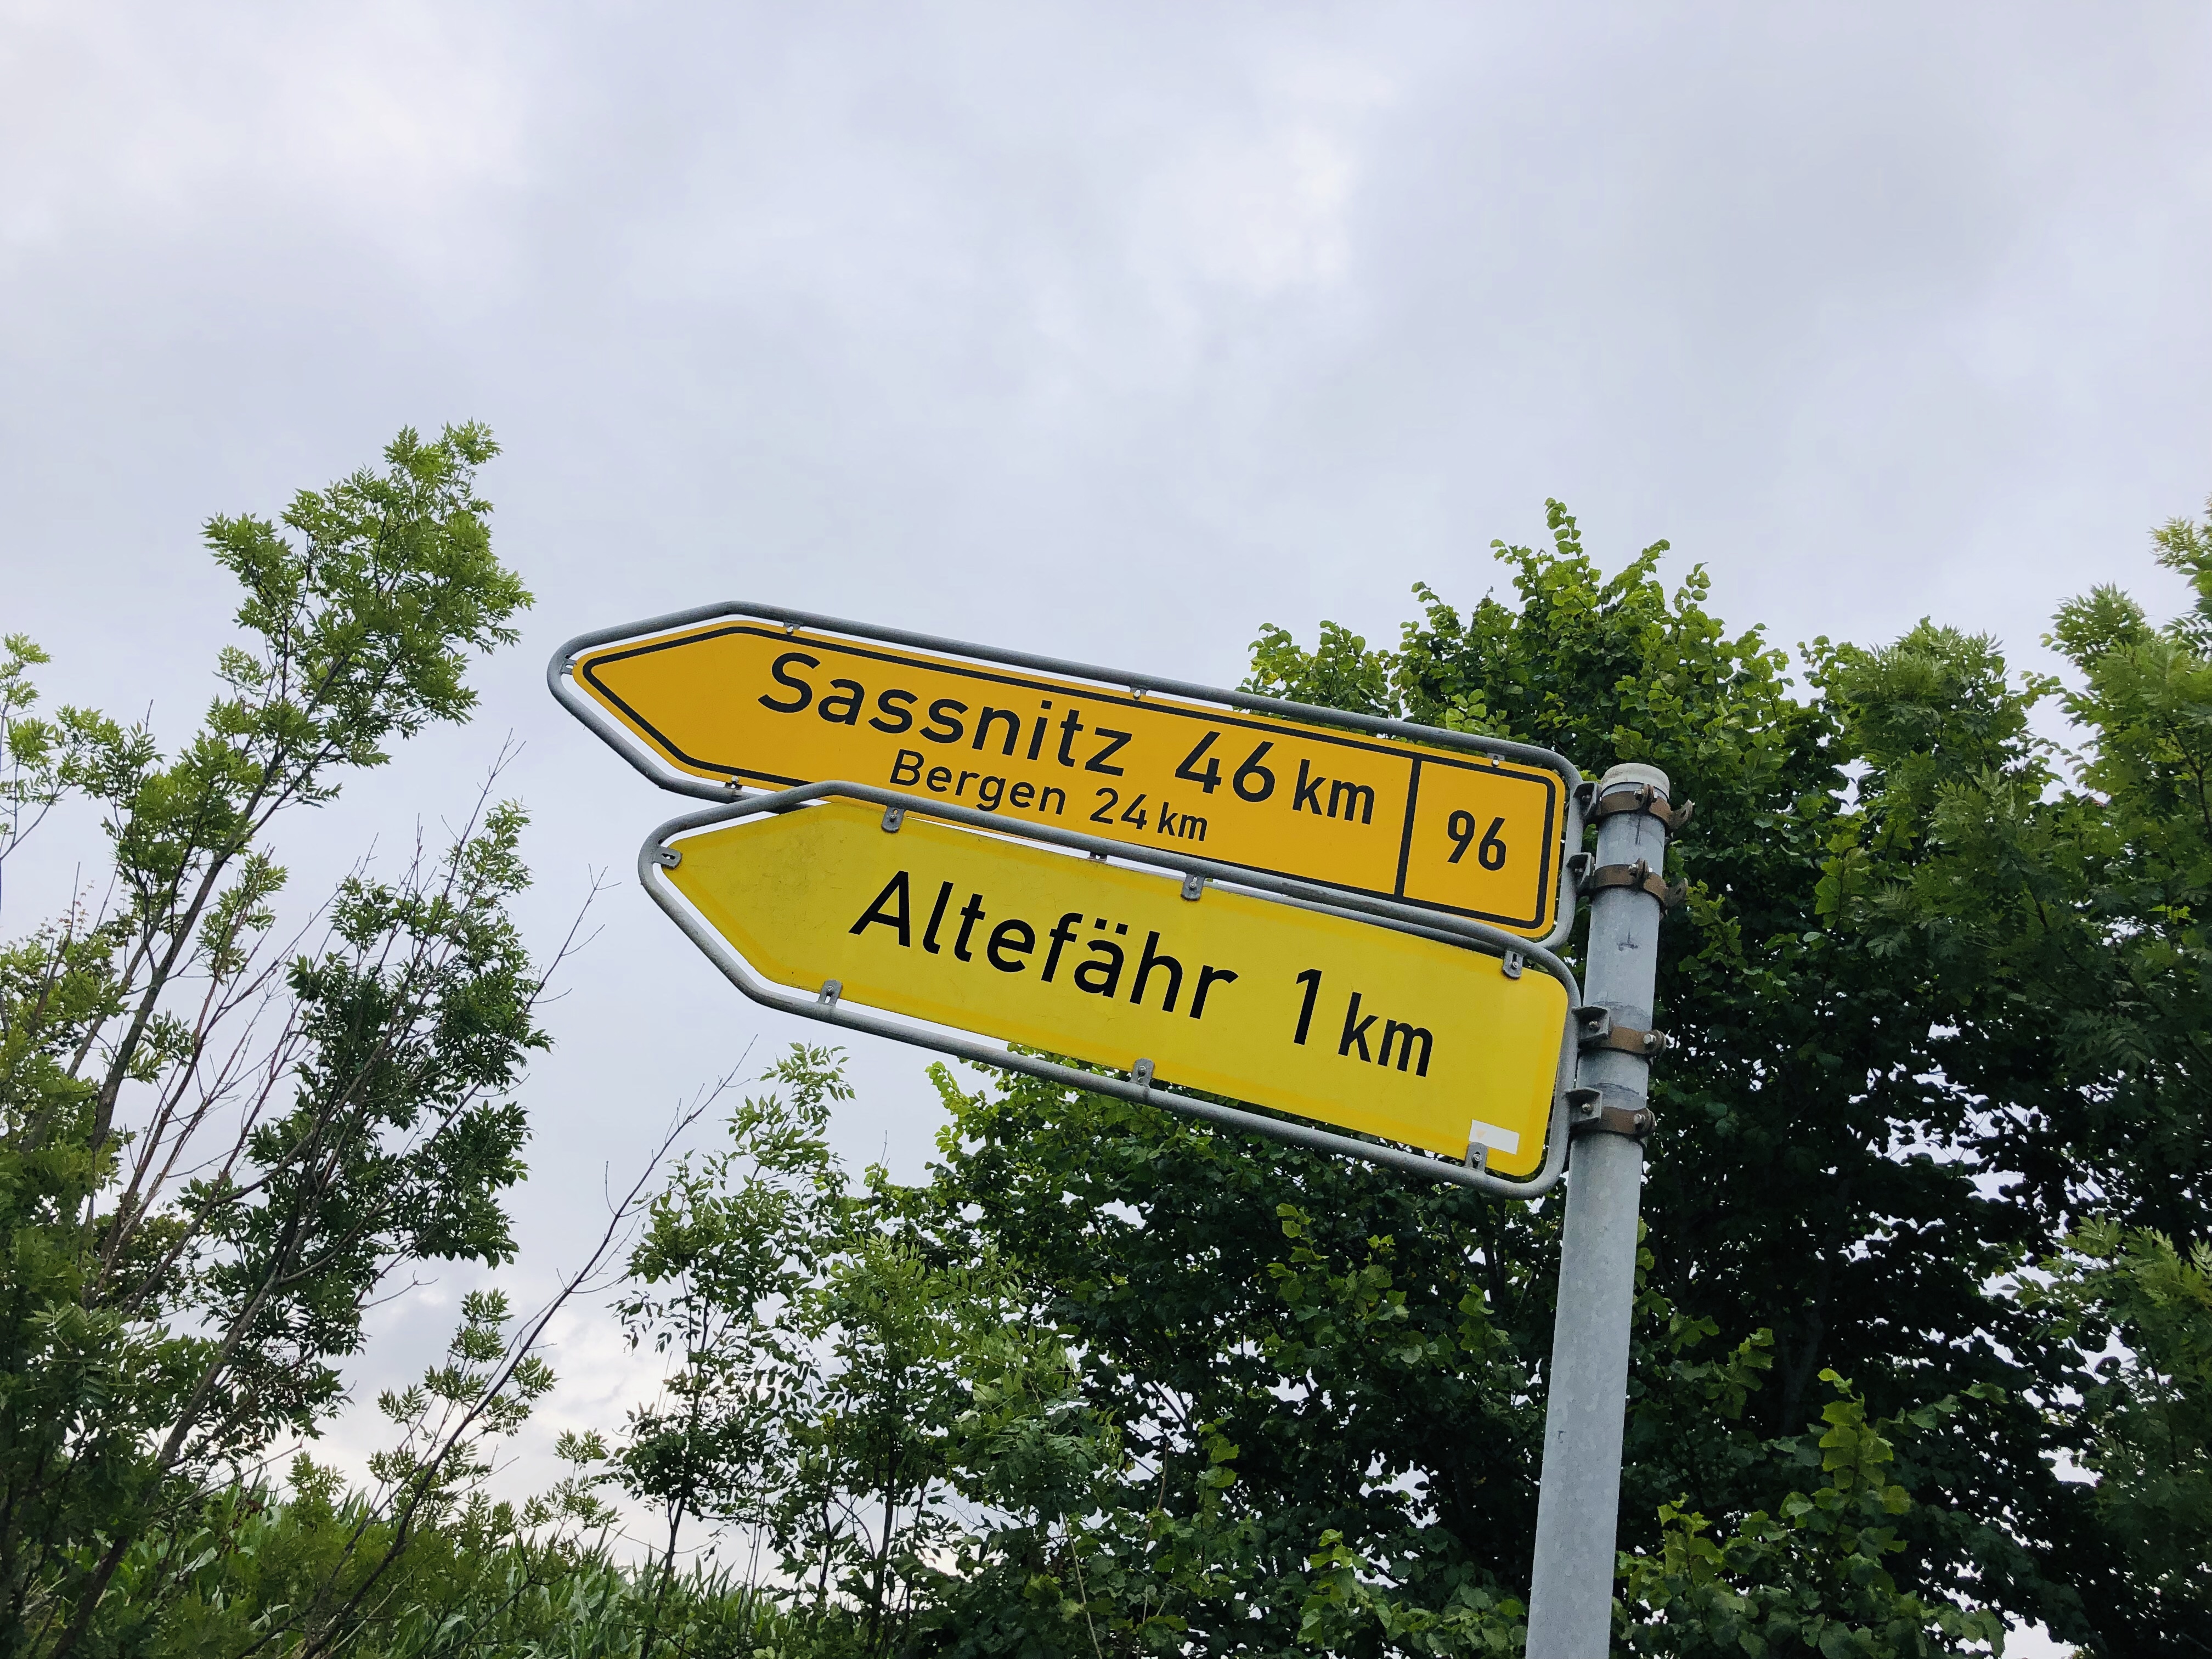 Sassnitz 46 km
Bergen 24 km
96
Altefähr 1 km